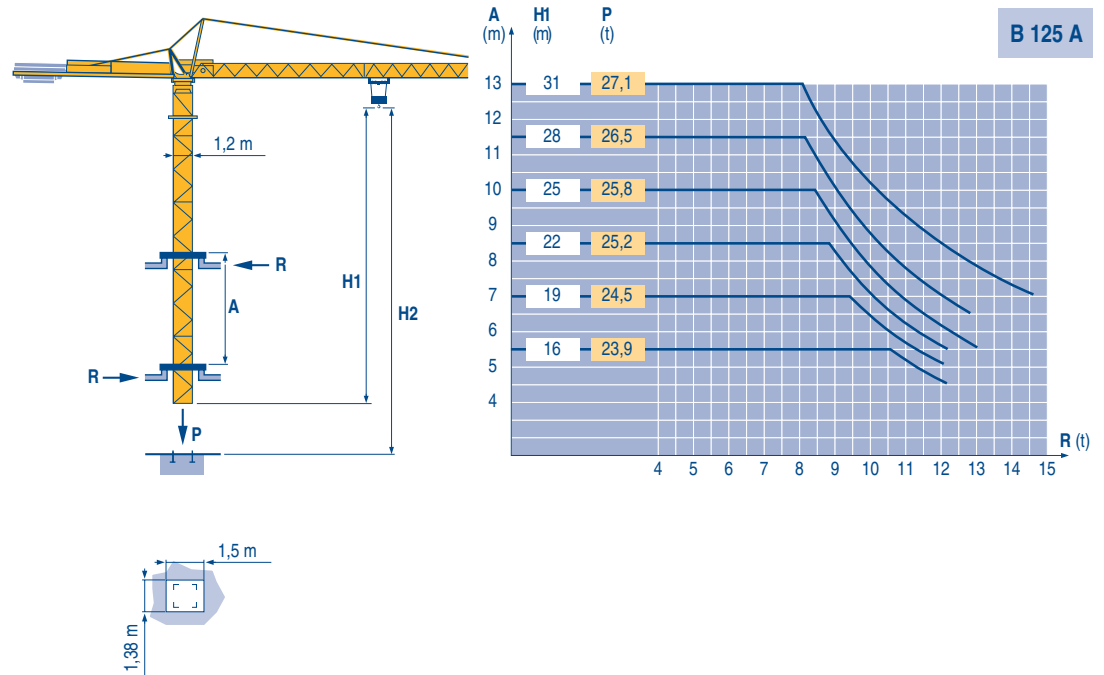 A H1 P
(m) (m) (t)
B 125 A
13 31 27,1
12
28 26,5
11
10 25 25,8
9
22 25,2
8
7 19 24,5
6
16 23,9
5
4
R (t)
4 5 6 7 8 9 10 11 12 13 14 15
1,2 m
R
A
H1
H2
R
P
1,5 m
1,38 m